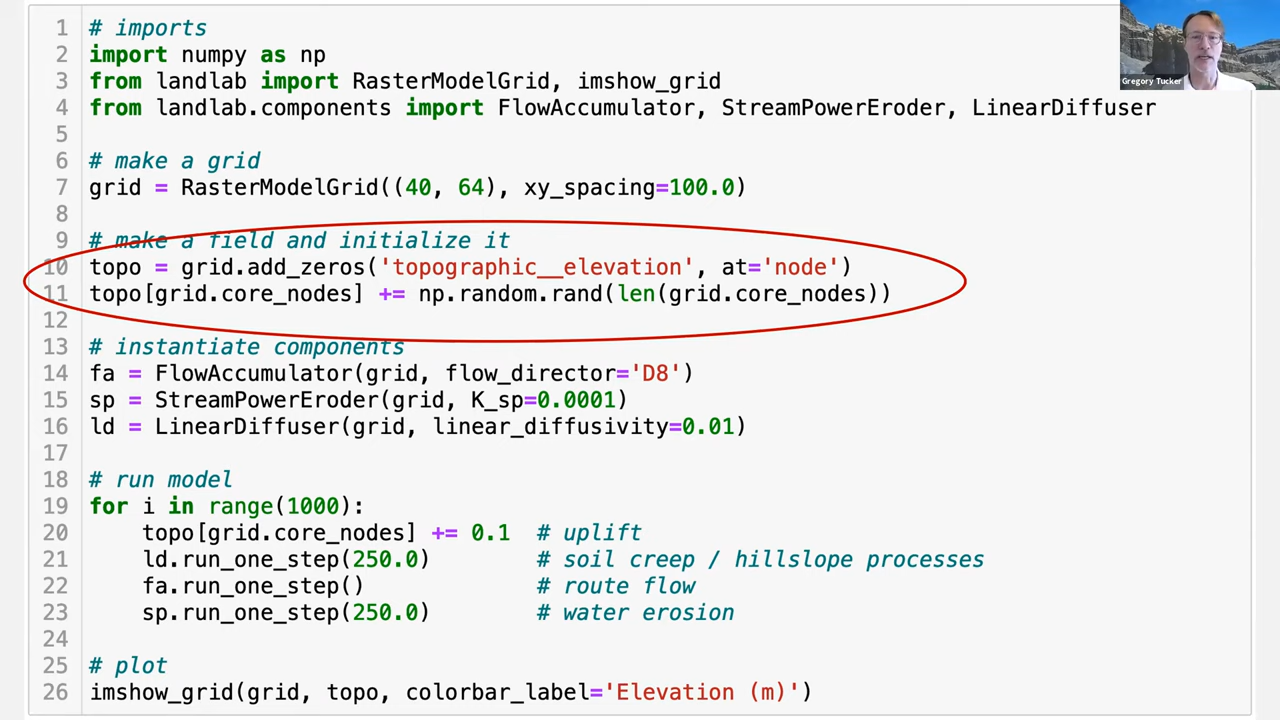 1 # imports
2 import numpy as np
3 from landlab import RasterModelGrid, imshow_grid
4 from landlab.components import FlowAccumulator, StreamPowerEroder, LinearDiffuser
5
6 # make a grid
7 grid = RasterModelGrid((40, 64), xy_spacing=100.0)
8
9 # make a field and initialize it
10 topo = grid.add_zeros('topographic__elevation', at='node')
11 topo[grid.core_nodes] += np.random.rand(len(grid.core_nodes))
12
13 # instantiate components
14 fa = FlowAccumulator(grid, flow_director='D8')
15 sp = StreamPowerEroder(grid, K_sp=0.0001)
16 ld = LinearDiffuser(grid, linear_diffusivity=0.01)
17
18 # run model
19 for i in range(1000):
20     topo[grid.core_nodes] += 0.1  # uplift
21     ld.run_one_step(250.0)        # soil creep / hillslope processes
22     fa.run_one_step()             # route flow
23     sp.run_one_step(250.0)        # water erosion
24
25 # plot
26 imshow_grid(grid, topo, colorbar_label='Elevation (m)')
Gregory Tucker